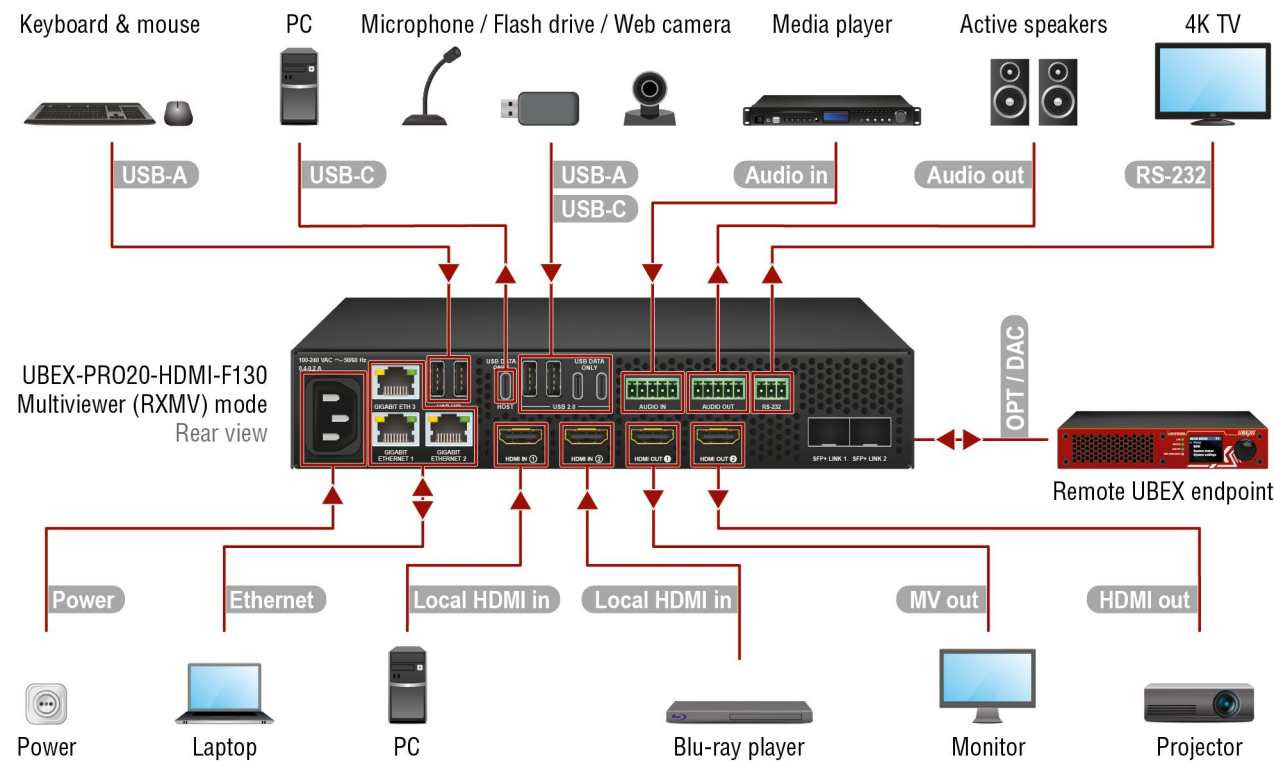 Keyboard & mouse
PC
Microphone / Flash drive / Web camera
Media player
Active speakers
4K TV
USB-A
USB-C
USB-A
USB-C
Audio in
Audio out
RS-232
UBEX-PRO20-HDMI-F130
Multiviewer (RXMV) mode
Rear view
100-240 VAC ~ 50/60 Hz
0.4-0.2 A
GIGABIT ETH 3
GIGABIT
ETHERNET 1
GIGABIT
ETHERNET 2
USB DATA
ONLY
HOST
USB DATA
ONLY
USB 2.0
AUDIO IN
AUDIO OUT
RS-232
HDMI IN 1
HDMI IN 2
HDMI OUT 1
HDMI OUT 2
SFP+ LINK 1
SFP+ LINK 2
OPT / DAC
Remote UBEX endpoint
Power
Ethernet
Local HDMI in
Local HDMI in
MV out
HDMI out
Power
Laptop
PC
Blu-ray player
Monitor
Projector